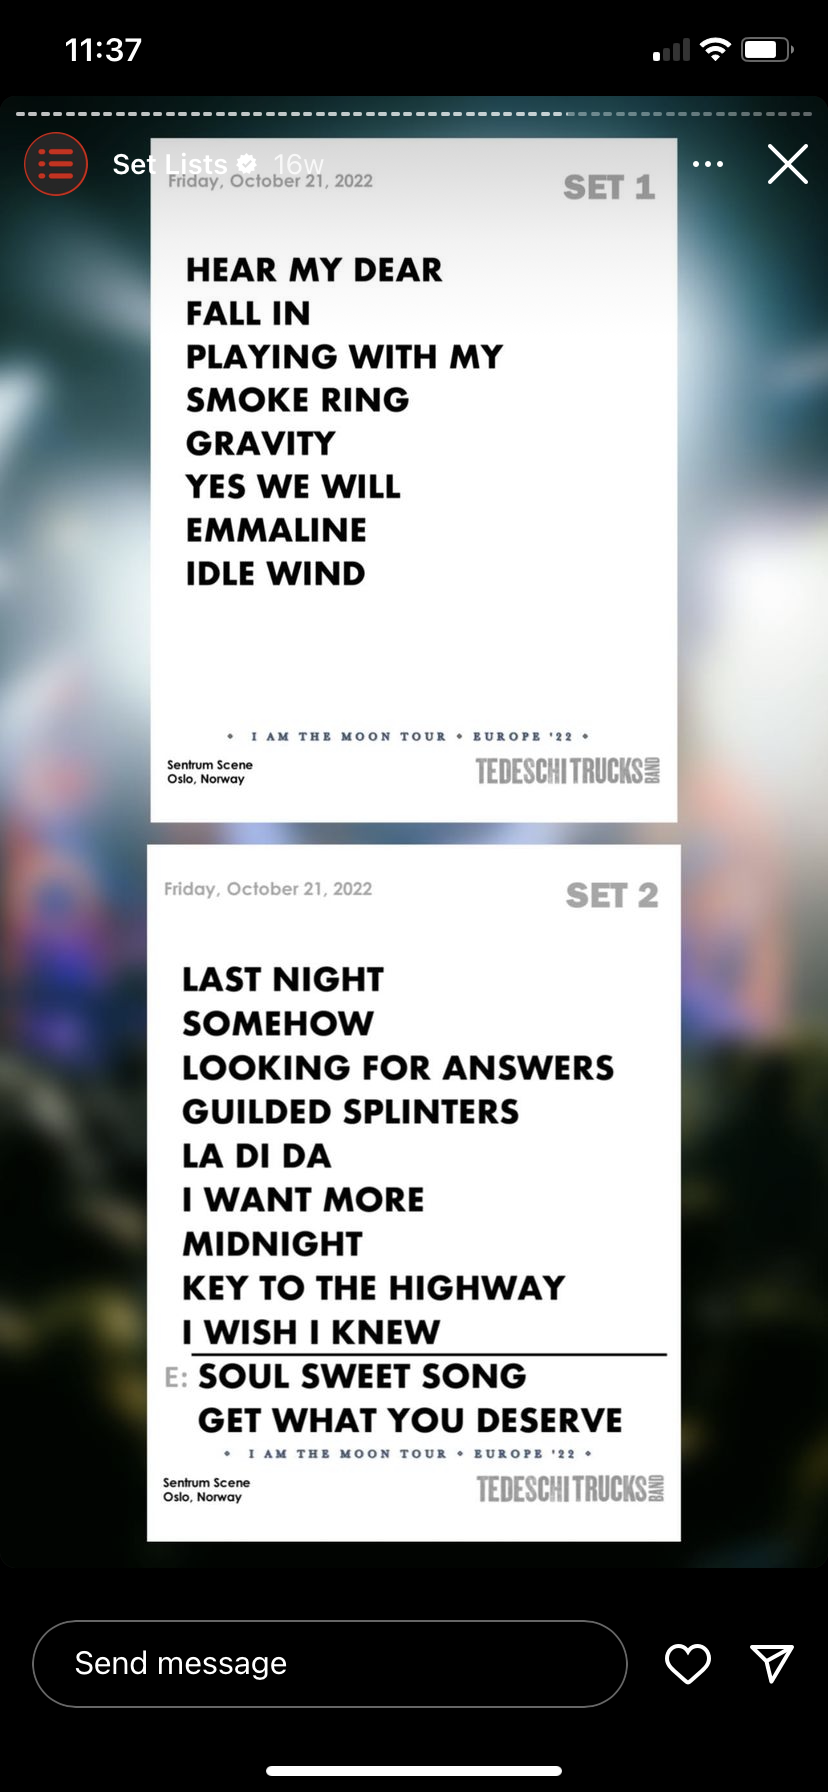 11:37
Set Lists 16w
Friday, October 21, 2022
SET 1
HEAR MY DEAR
FALL IN
PLAYING WITH MY
SMOKE RING
GRAVITY
YES WE WILL
EMMALINE
IDLE WIND
• I AM THE MOON TOUR • EUROPE '22 •
Sentrum Scene
Oslo, Norway
TEDESCHI TRUCKS BAND
Friday, October 21, 2022
SET 2
LAST NIGHT
SOMEHOW
LOOKING FOR ANSWERS
GUILDED SPLINTERS
LA DI DA
I WANT MORE
MIDNIGHT
KEY TO THE HIGHWAY
I WISH I KNEW
E: SOUL SWEET SONG
GET WHAT YOU DESERVE
• I AM THE MOON TOUR • EUROPE '22 •
Sentrum Scene
Oslo, Norway
TEDESCHI TRUCKS BAND
Send message